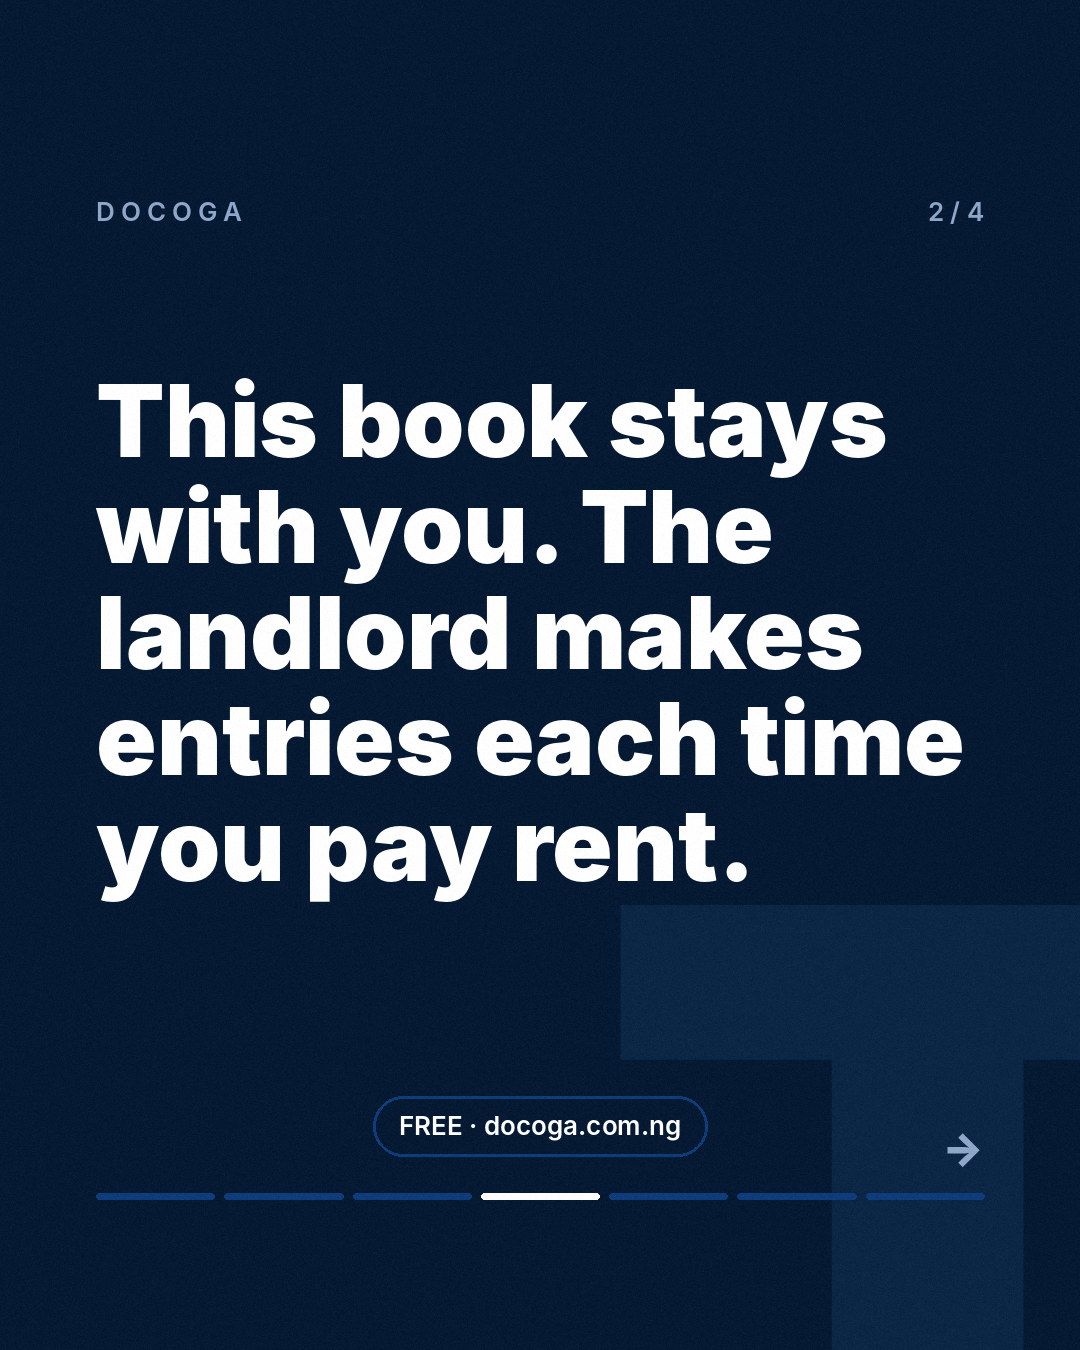 DOCOGA
2 / 4
This book stays
with you. The
landlord makes
entries each time
you pay rent.
T
FREE · docoga.com.ng
→